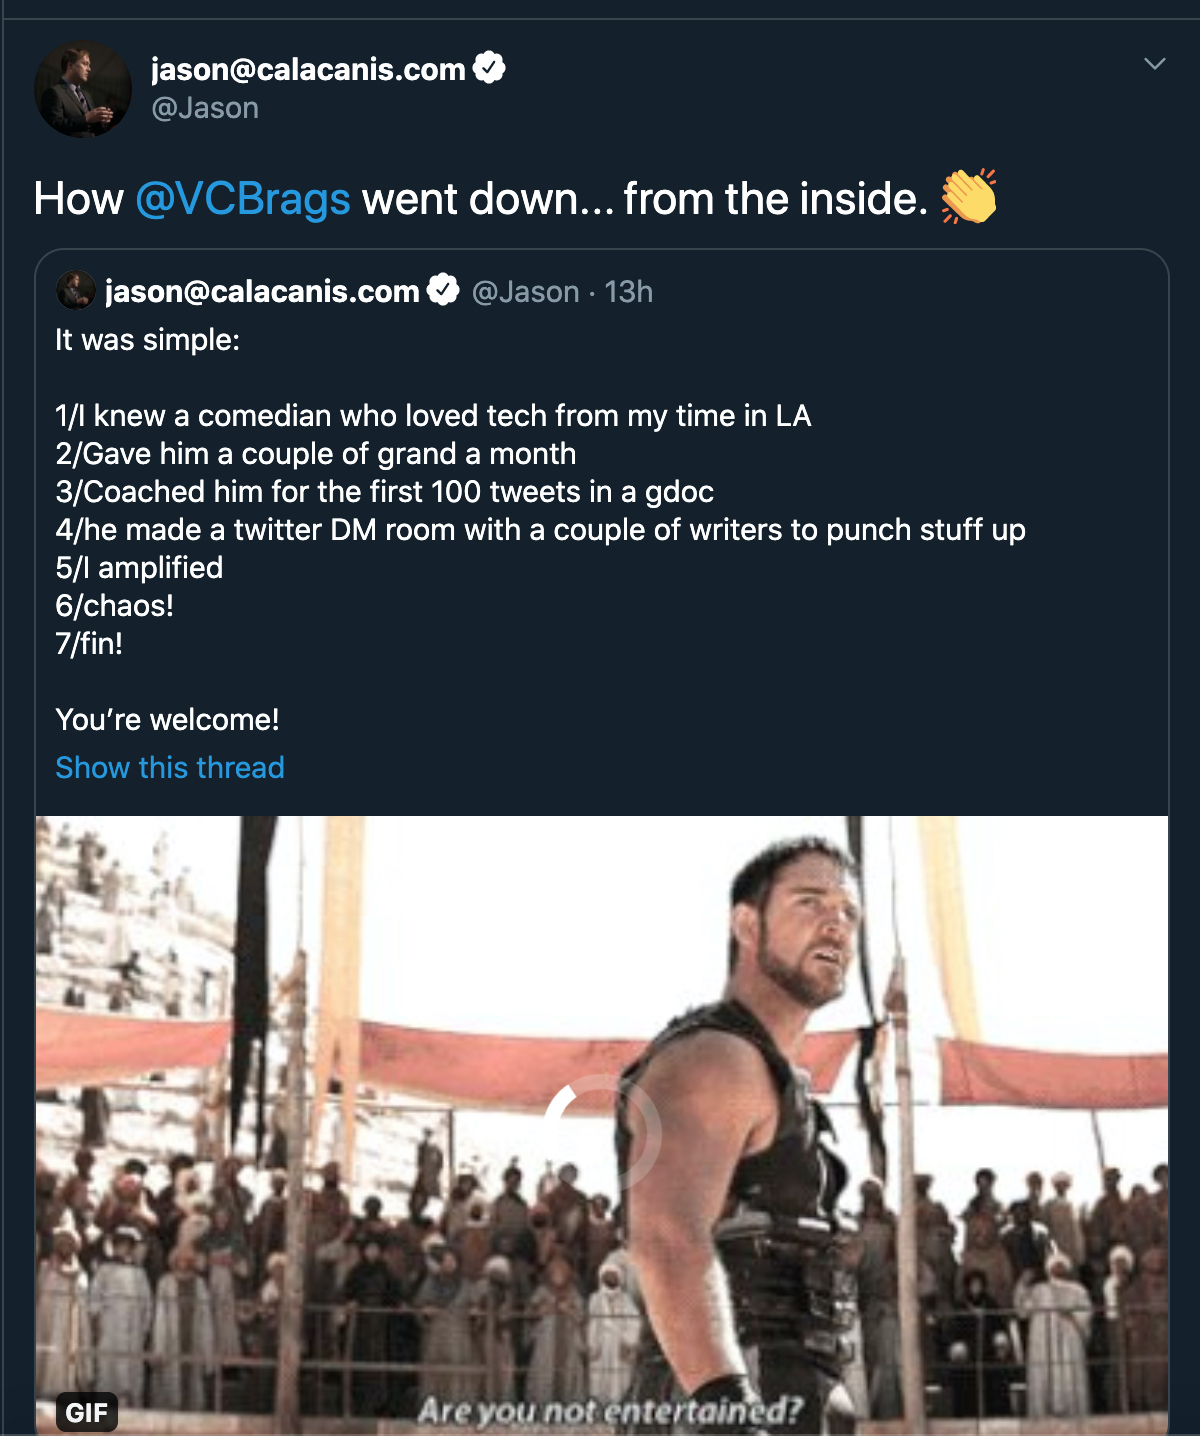 jason@calacanis.com
@Jason
How @VCBrags went down... from the inside. 👏
jason@calacanis.com @Jason · 13h
It was simple:
1/I knew a comedian who loved tech from my time in LA
2/Gave him a couple of grand a month
3/Coached him for the first 100 tweets in a gdoc
4/he made a twitter DM room with a couple of writers to punch stuff up
5/I amplified
6/chaos!
7/fin!
You’re welcome!
Show this thread
GIF
Are you not entertained?